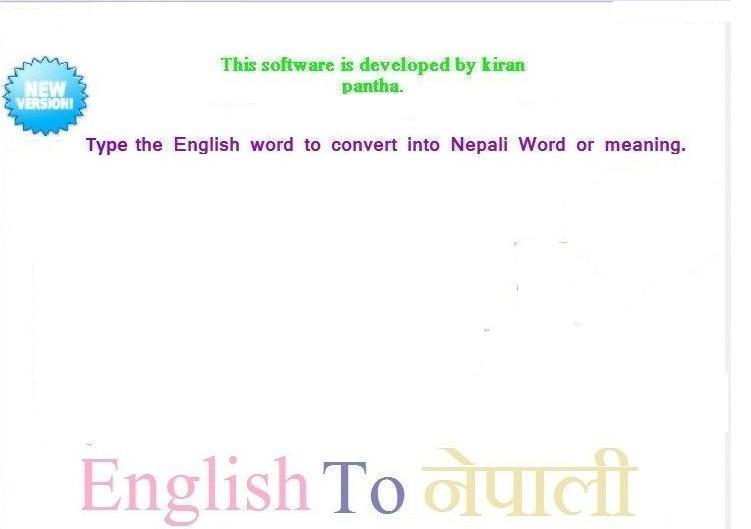 This software is developed by kiran
pantha.
NEW
VERSION!
Type the English word to convert into Nepali Word or meaning.
English To नेपाली